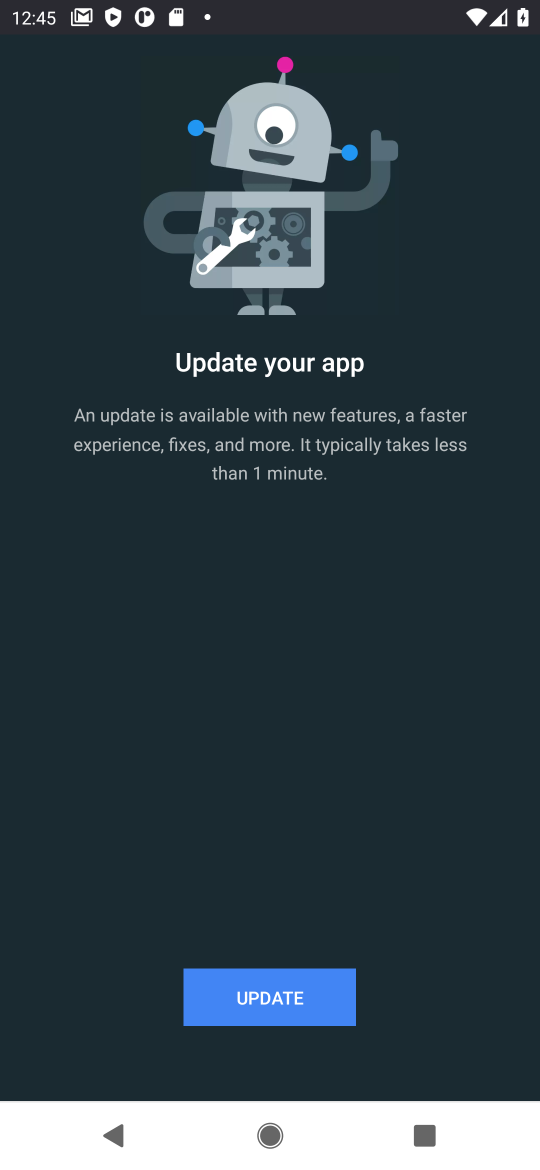 12:45
Update your app
An update is available with new features, a faster
experience, fixes, and more. It typically takes less
than 1 minute.
UPDATE